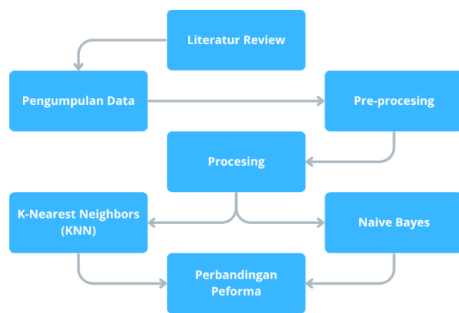 Literatur Review
Pengumpulan Data
Pre-procesing
Procesing
K-Nearest Neighbors
(KNN)
Naive Bayes
Perbandingan
Peforma